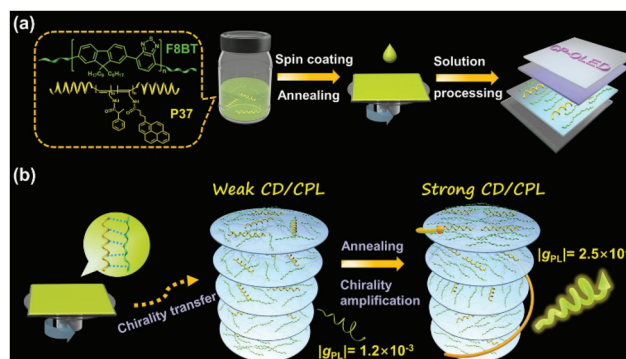 (a)
F8BT
H17C8 C8H17
n
P37
Spin coating
Annealing
Solution
processing
CP-OLED
(b)
Weak CD/CPL
Strong CD/CPL
Annealing
Chirality
amplification
Chirality transfer
|gPL|= 1.2×10-3
|gPL|= 2.5×10